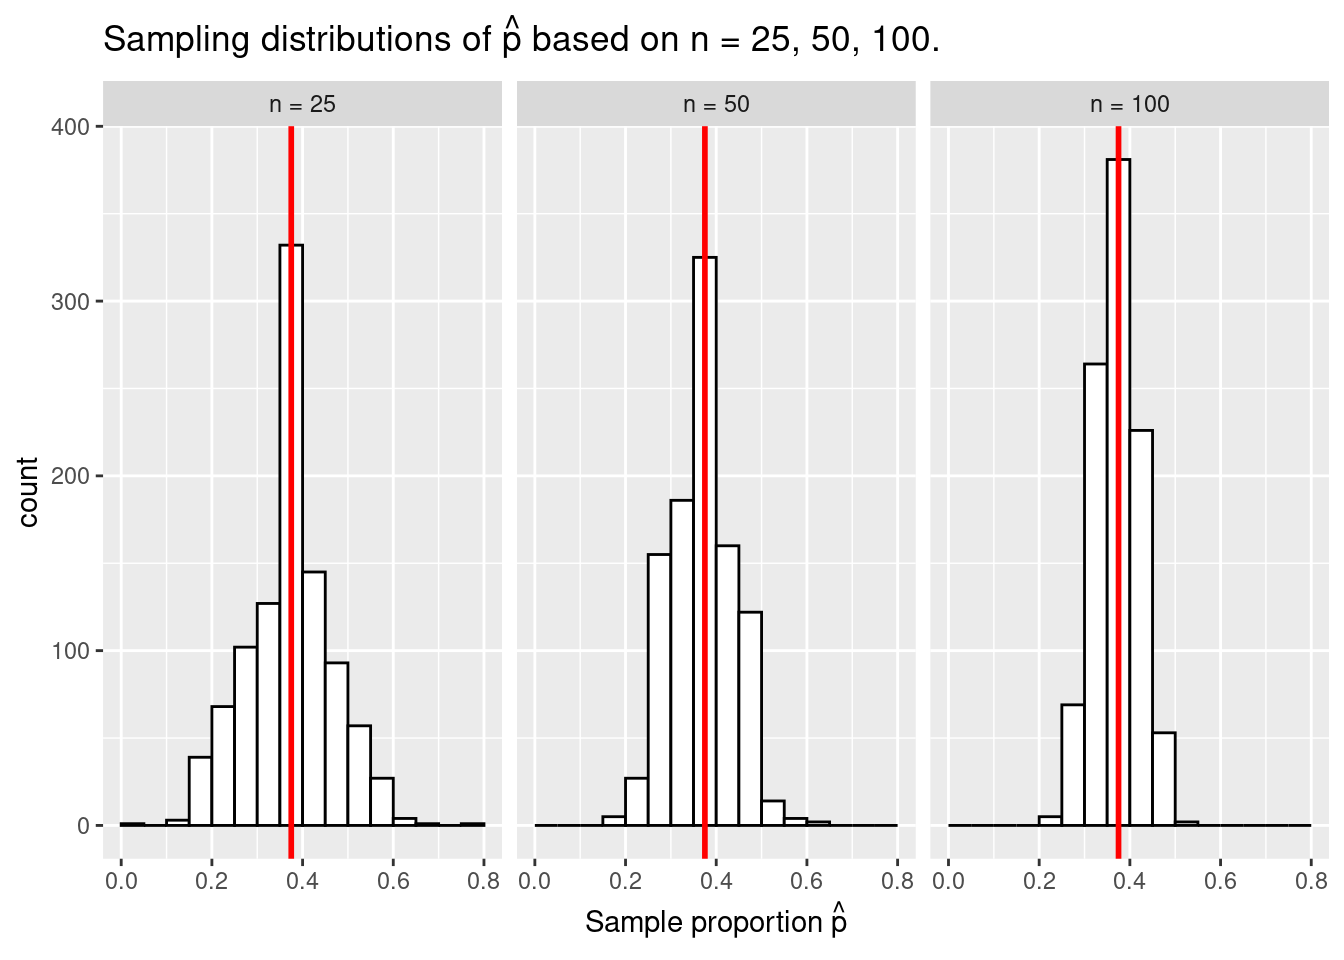 Sampling distributions of p̂ based on n = 25, 50, 100.
n = 25 n = 50 n = 100
400
300
200
100
0
count
0.0 0.2 0.4 0.6 0.8 0.0 0.2 0.4 0.6 0.8 0.0 0.2 0.4 0.6 0.8
Sample proportion p̂